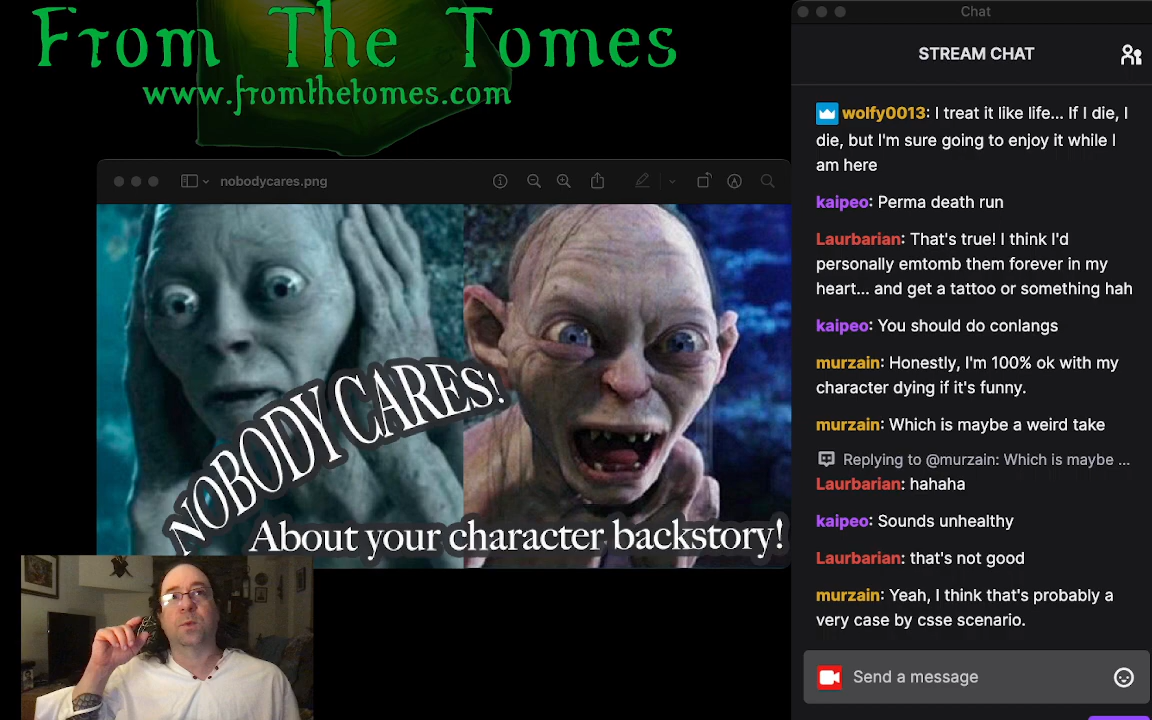 From The Tomes
www.fromthetomes.com
nobodycares.png
NOBODY CARES!
About your character backstory!
Chat
STREAM CHAT
wolfy0013: I treat it like life... If I die, I
die, but I'm sure going to enjoy it while I
am here
kaipeo: Perma death run
Laurbarian: That's true! I think I'd
personally emtomb them forever in my
heart... and get a tattoo or something hah
kaipeo: You should do conlangs
murzain: Honestly, I'm 100% ok with my
character dying if it's funny.
murzain: Which is maybe a weird take
Replying to @murzain: Which is maybe ...
Laurbarian: hahaha
kaipeo: Sounds unhealthy
Laurbarian: that's not good
murzain: Yeah, I think that's probably a
very case by csse scenario.
Send a message